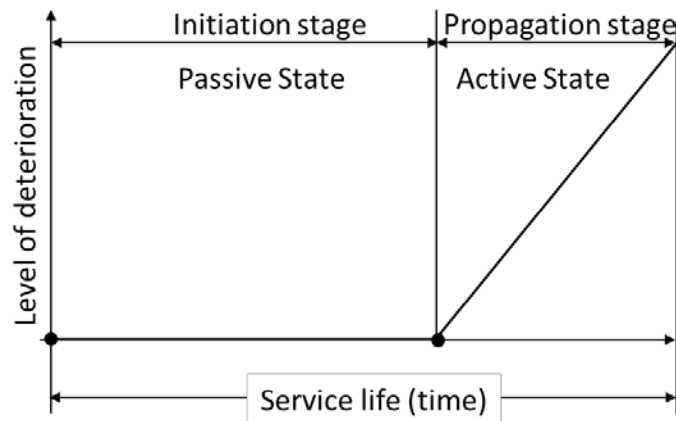 Initiation stage
Propagation stage
Passive State
Active State
Level of deterioration
Service life (time)